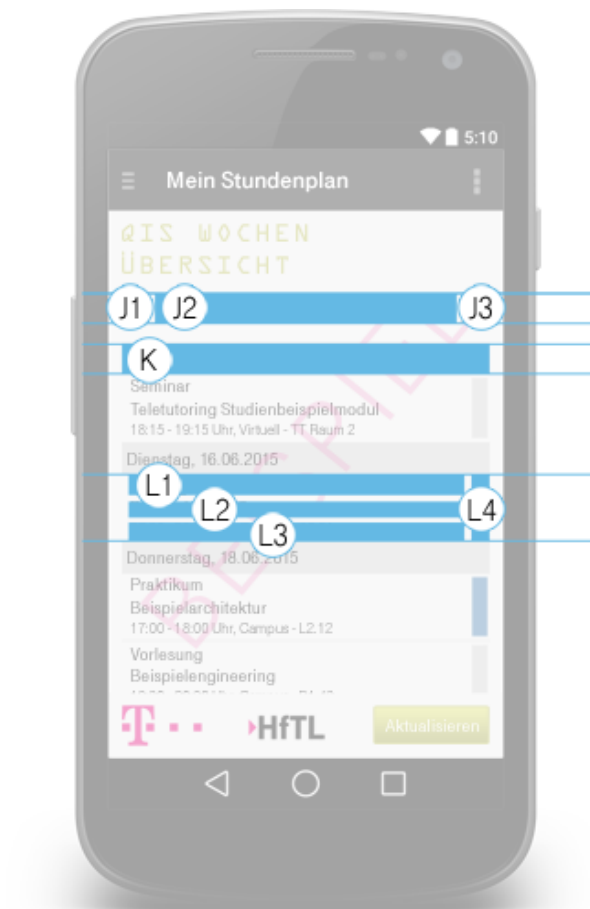 5:10
Mein Stundenplan
QIS WOCHEN
ÜBERSICHT
J1 J2 J3
K
Seminar
Teletutoring Studienbeispielmodul
18:15 - 19:15 Uhr, Virtuell - TT Raum 2
Dienstag, 16.06.2015
L1
L2 L4
L3
Donnerstag, 18.06.2015
Praktikum
Beispielarchitektur
17:00 - 18:00 Uhr, Campus - L2.12
Vorlesung
Beispielengineering
T HfTL Aktualisieren
BEISPIEL